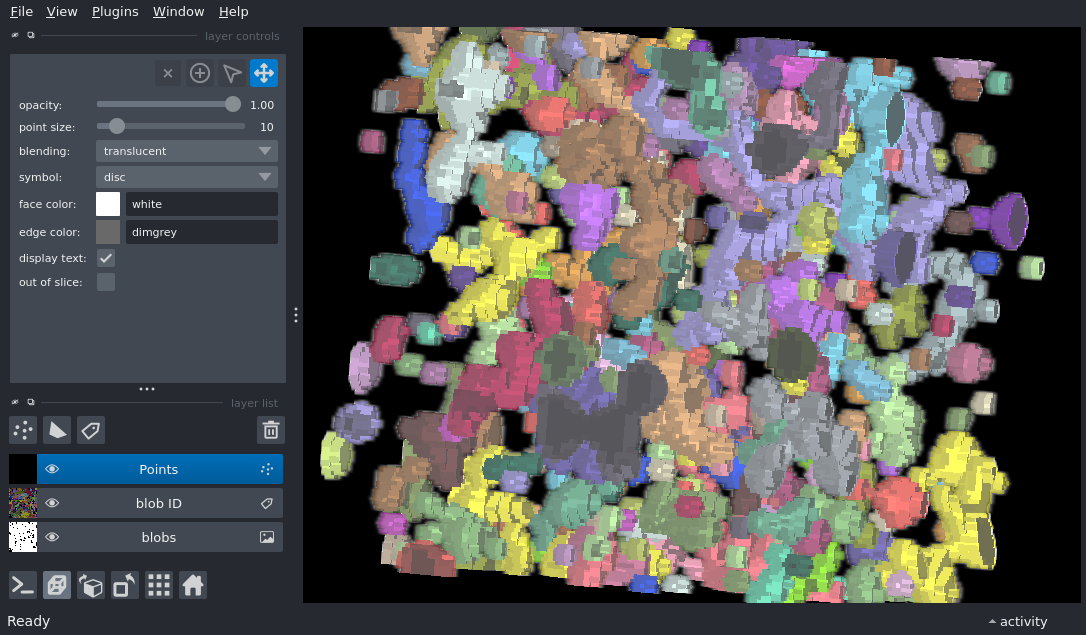 File View Plugins Window Help
layer controls
opacity: 1.00
point size: 10
blending: translucent
symbol: disc
face color: white
edge color: dimgrey
display text:
out of slice:
layer list
Points
blob ID
blobs
Ready
activity